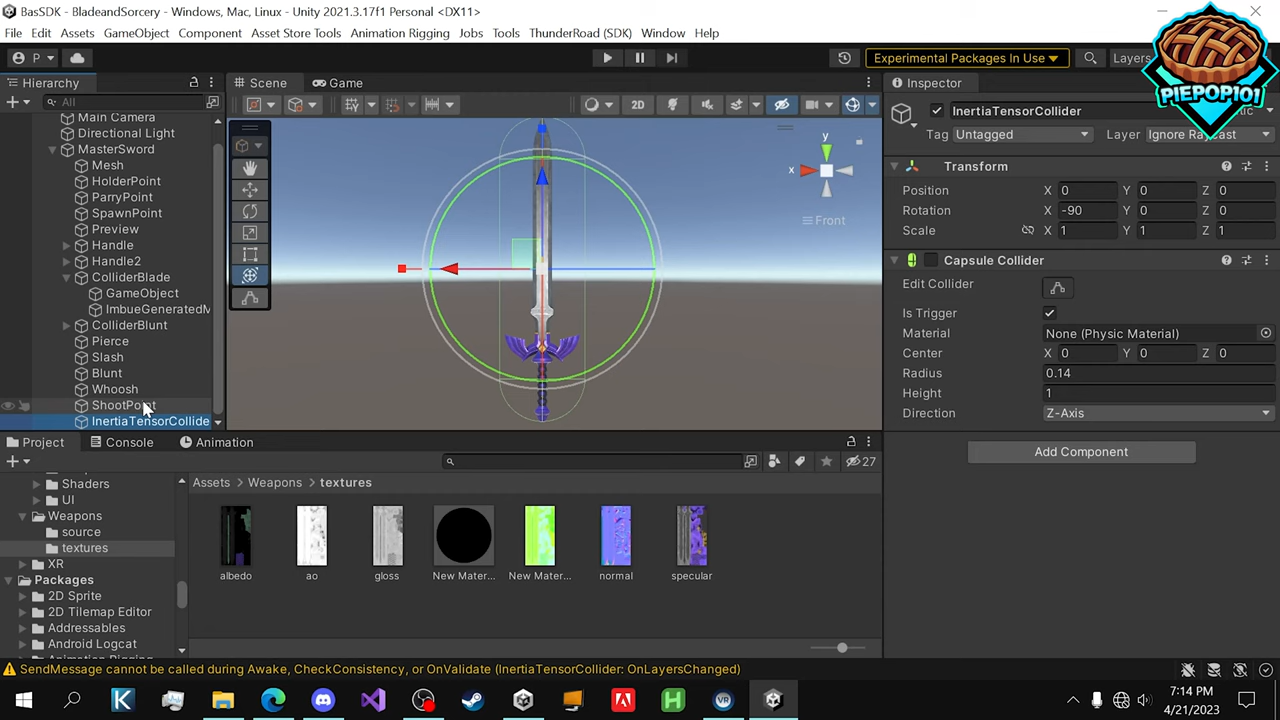 BasSDK - BladeandSorcery - Windows, Mac, Linux - Unity 2021.3.17f1 Personal <DX11>
File Edit Assets GameObject Component Asset Store Tools Animation Rigging Jobs Tools ThunderRoad (SDK) Window Help
P Experimental Packages In Use Layers
PIEPOP101
Hierarchy
All
Main Camera
Directional Light
MasterSword
Mesh
HolderPoint
ParryPoint
SpawnPoint
Preview
Handle
Handle2
ColliderBlade
GameObject
ImbueGeneratedM
ColliderBlunt
Pierce
Slash
Blunt
Whoosh
ShootPoint
InertiaTensorCollide
Scene Game
2D
y
x
Front
Inspector
InertiaTensorCollider
Tag Untagged Layer Ignore Raycast
Transform
Position X 0 Y 0 Z 0
Rotation X -90 Y 0 Z 0
Scale X 1 Y 1 Z 1
Capsule Collider
Edit Collider
Is Trigger
Material None (Physic Material)
Center X 0 Y 0 Z 0
Radius 0.14
Height 1
Direction Z-Axis
Add Component
Project Console Animation
27
Shaders
UI
Weapons
source
textures
XR
Packages
2D Sprite
2D Tilemap Editor
Addressables
Android Logcat
Assets Weapons textures
albedo ao gloss New Mater... New Mater... normal specular
SendMessage cannot be called during Awake, CheckConsistency, or OnValidate (InertiaTensorCollider: OnLayersChanged)
7:14 PM
4/21/2023